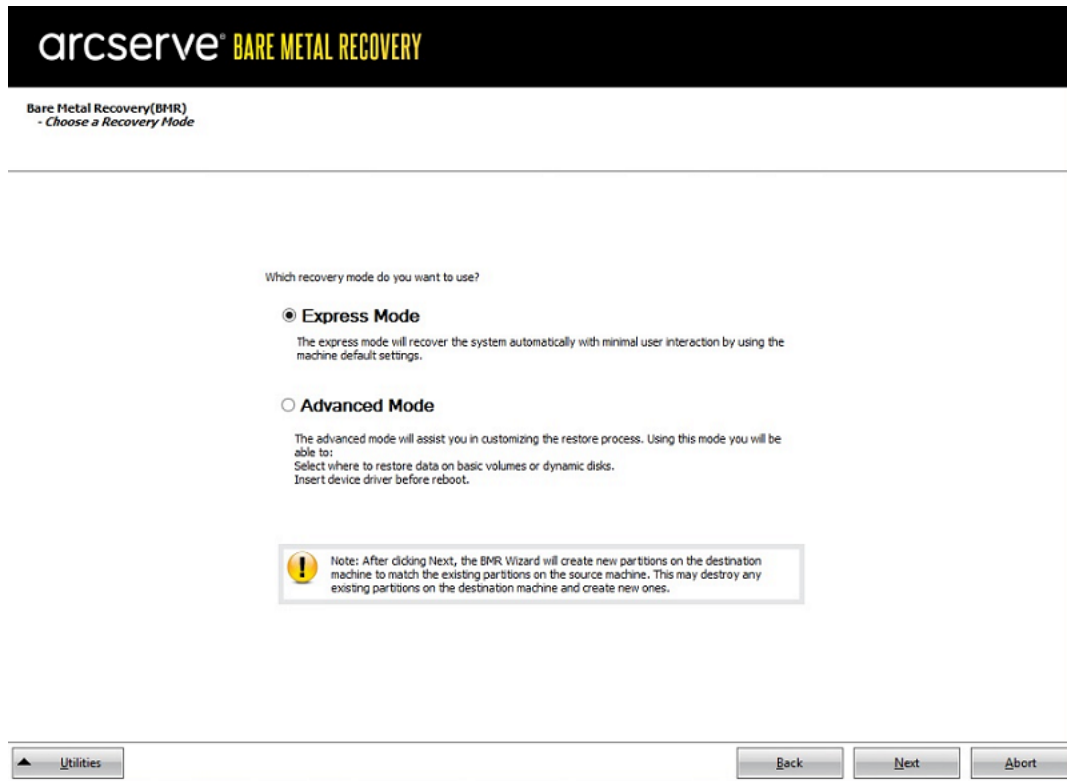 arcserve® BARE METAL RECOVERY
Bare Metal Recovery(BMR)
- Choose a Recovery Mode
Which recovery mode do you want to use?
Express Mode
The express mode will recover the system automatically with minimal user interaction by using the
machine default settings.
Advanced Mode
The advanced mode will assist you in customizing the restore process. Using this mode you will be
able to:
Select where to restore data on basic volumes or dynamic disks.
Insert device driver before reboot.
Note: After clicking Next, the BMR Wizard will create new partitions on the destination
machine to match the existing partitions on the source machine. This may destroy any
existing partitions on the destination machine and create new ones.
Utilities
Back
Next
Abort